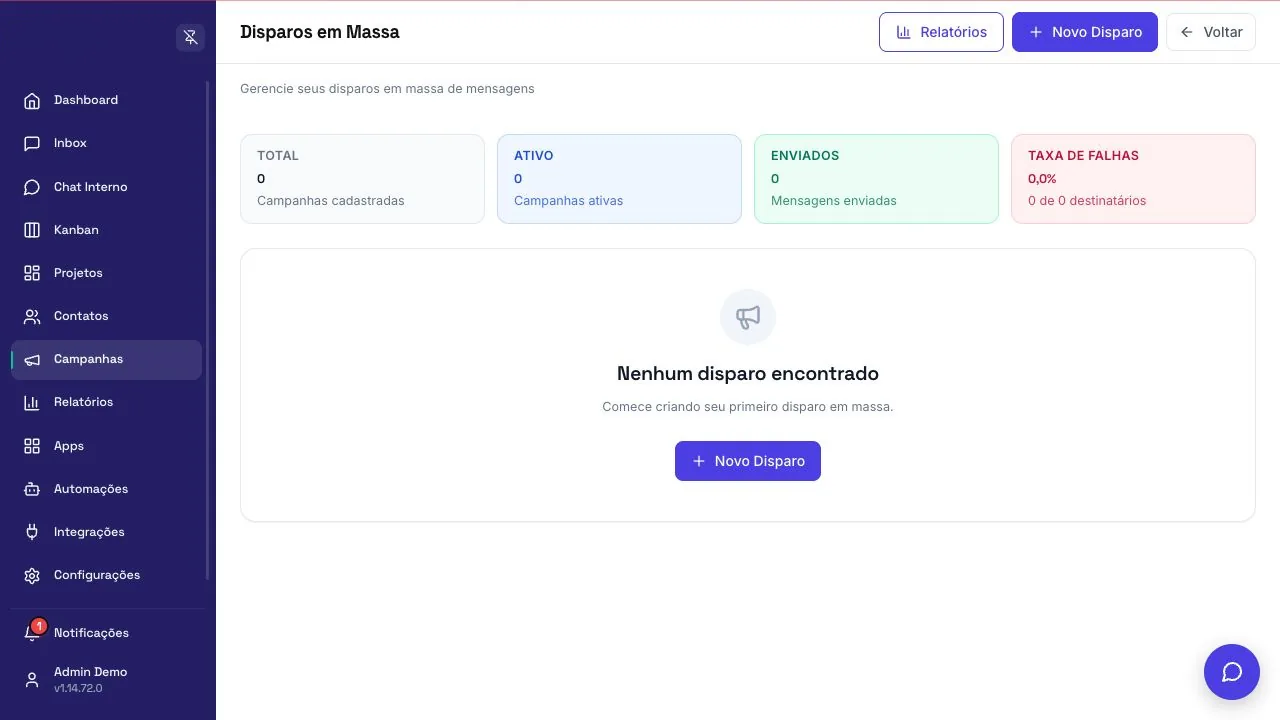 Disparos em Massa
Relatórios
Novo Disparo
Voltar
Dashboard
Inbox
Chat Interno
Kanban
Projetos
Contatos
Campanhas
Relatórios
Apps
Automações
Integrações
Configurações
1
Notificações
Admin Demo
v1.14.72.0
Gerencie seus disparos em massa de mensagens
TOTAL
0
Campanhas cadastradas
ATIVO
0
Campanhas ativas
ENVIADOS
0
Mensagens enviadas
TAXA DE FALHAS
0,0%
0 de 0 destinatários
Nenhum disparo encontrado
Comece criando seu primeiro disparo em massa.
Novo Disparo